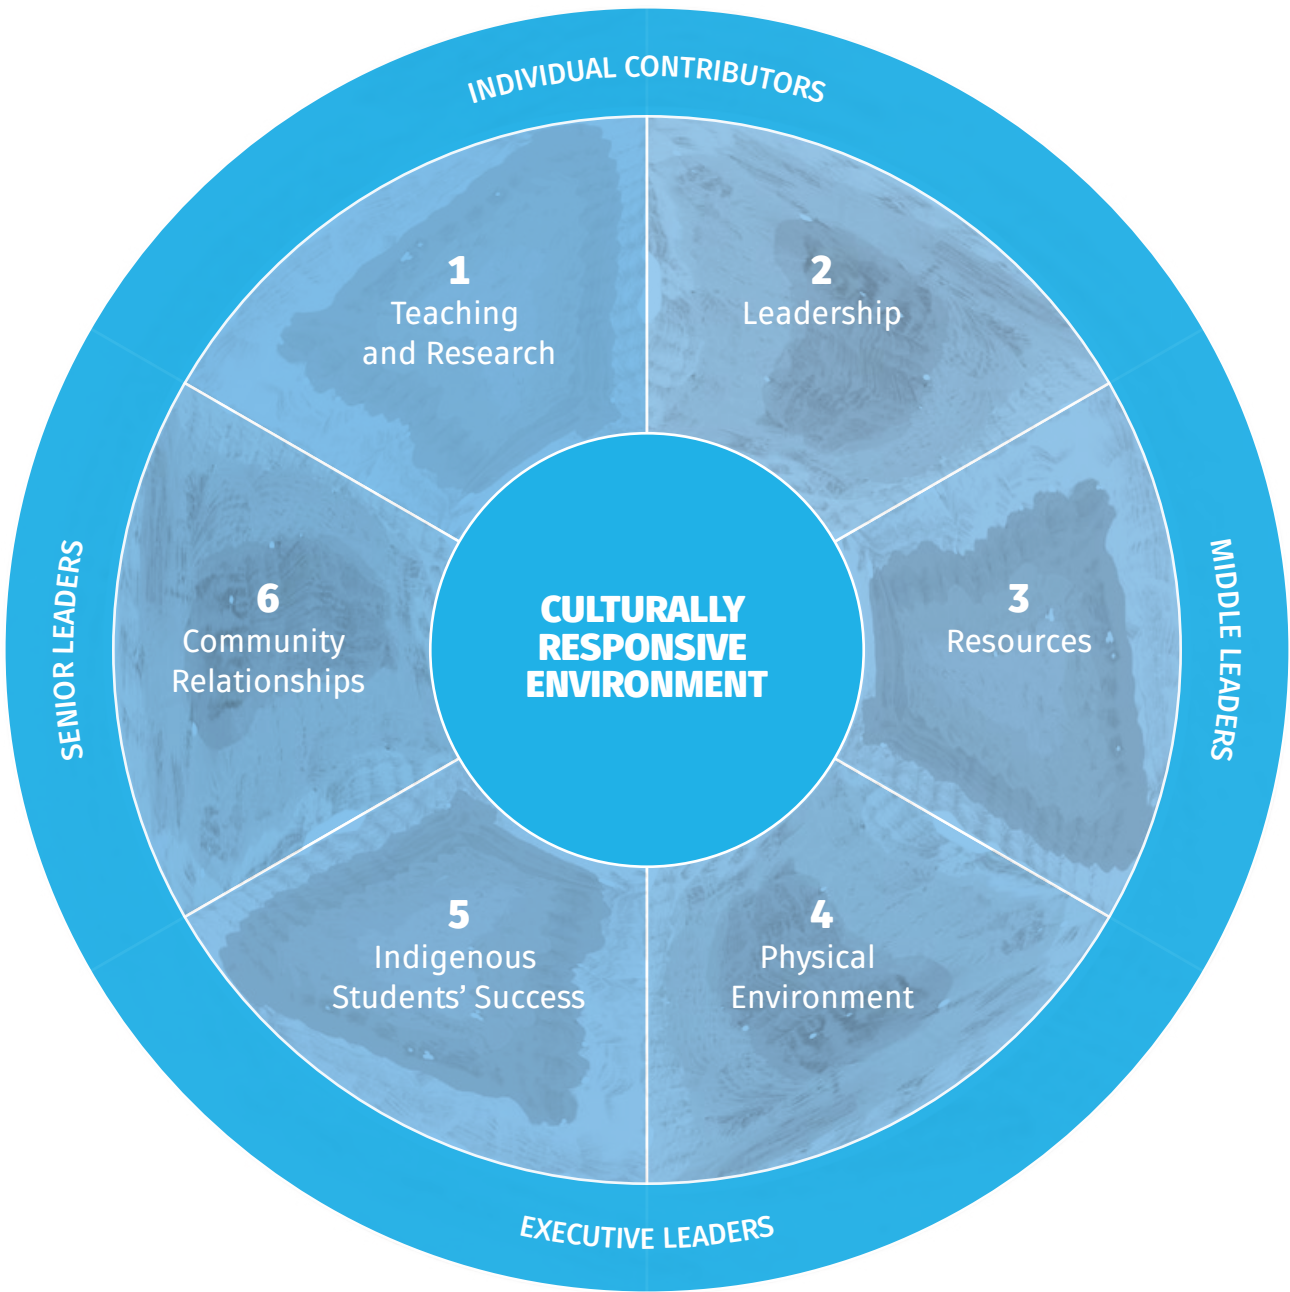 INDIVIDUAL CONTRIBUTORS
1
Teaching
and Research
2
Leadership
3
Resources
4
Physical
Environment
5
Indigenous
Students’ Success
6
Community
Relationships
CULTURALLY
RESPONSIVE
ENVIRONMENT
MIDDLE LEADERS
EXECUTIVE LEADERS
SENIOR LEADERS